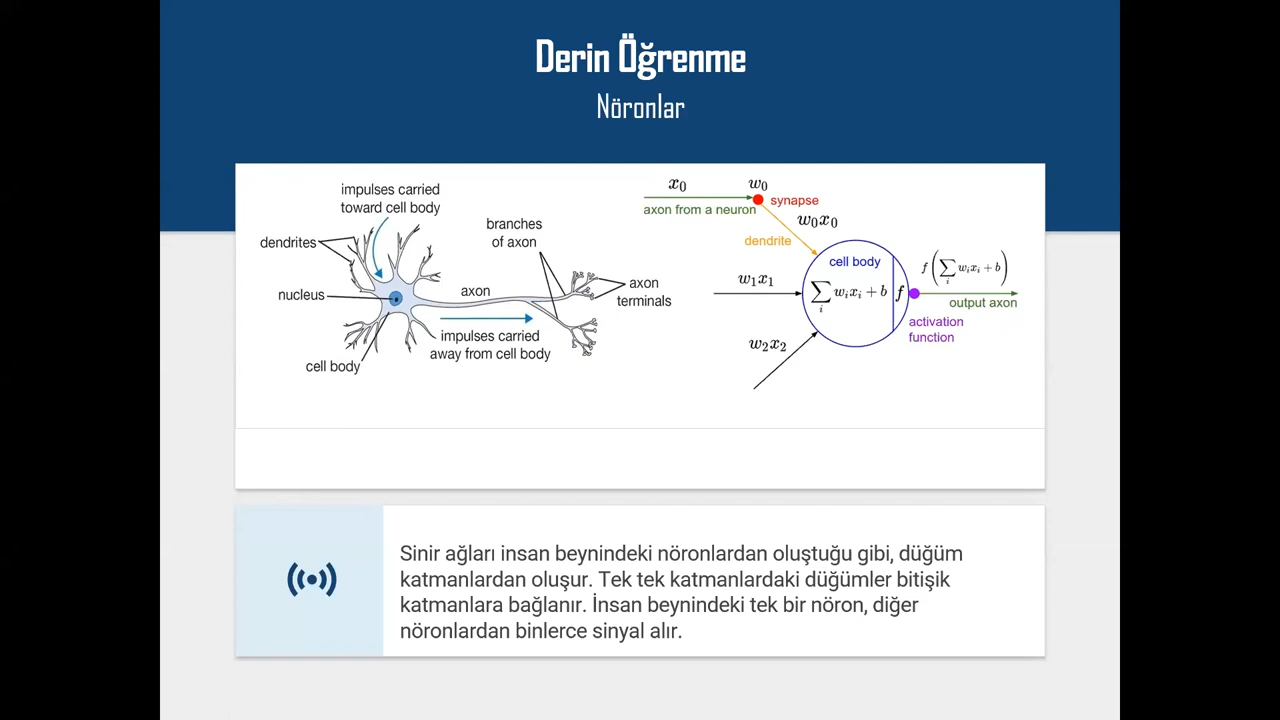 Derin Öğrenme
Nöronlar
impulses carried
toward cell body
dendrites
nucleus
cell body
axon
impulses carried
away from cell body
branches
of axon
axon
terminals
x₀
w₀
axon from a neuron
synapse
w₀x₀
dendrite
w₁x₁
w₂x₂
cell body
∑ᵢ wᵢxᵢ + b
f
f(∑ᵢ wᵢxᵢ + b)
output axon
activation
function
Sinir ağları insan beynindeki nöronlardan oluştuğu gibi, düğüm
katmanlardan oluşur. Tek tek katmanlardaki düğümler bitişik
katmanlara bağlanır. İnsan beynindeki tek bir nöron, diğer
nöronlardan binlerce sinyal alır.